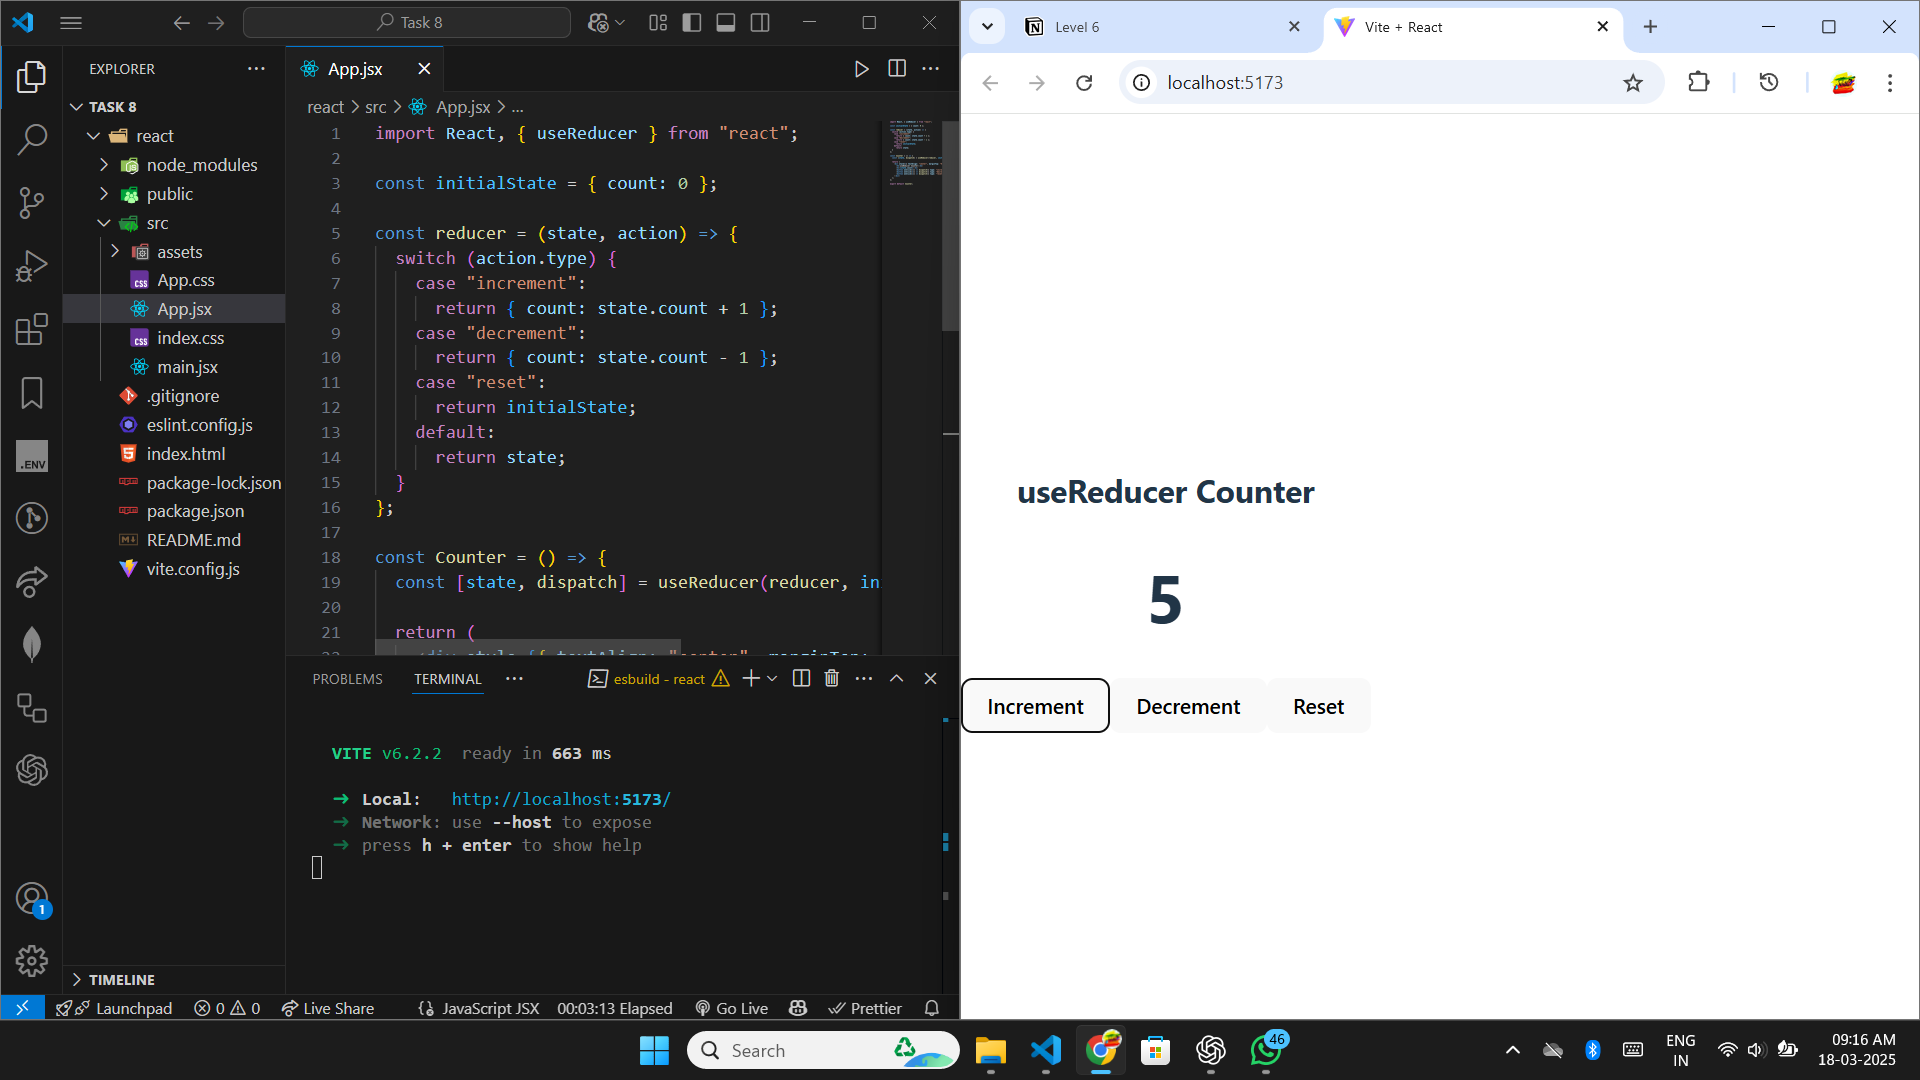 Task 8
EXPLORER
TASK 8
react
node_modules
public
src
assets
App.css
App.jsx
index.css
main.jsx
.gitignore
eslint.config.js
index.html
package-lock.json
package.json
README.md
vite.config.js
TIMELINE
.ENV
1
App.jsx
react > src > App.jsx > ...
1 import React, { useReducer } from "react";
2
3 const initialState = { count: 0 };
4
5 const reducer = (state, action) => {
6 switch (action.type) {
7 case "increment":
8 return { count: state.count + 1 };
9 case "decrement":
10 return { count: state.count - 1 };
11 case "reset":
12 return initialState;
13 default:
14 return state;
15 }
16 };
17
18 const Counter = () => {
19 const [state, dispatch] = useReducer(reducer, in
20
21 return (
PROBLEMS TERMINAL esbuild - react
VITE v6.2.2 ready in 663 ms
➜ Local: http://localhost:5173/
➜ Network: use --host to expose
➜ press h + enter to show help
Launchpad 0 0 Live Share {} JavaScript JSX 00:03:13 Elapsed Go Live Prettier
Level 6
Vite + React
localhost:5173
useReducer Counter
5
Increment Decrement Reset
Search
46
ENG
IN
09:16 AM
18-03-2025